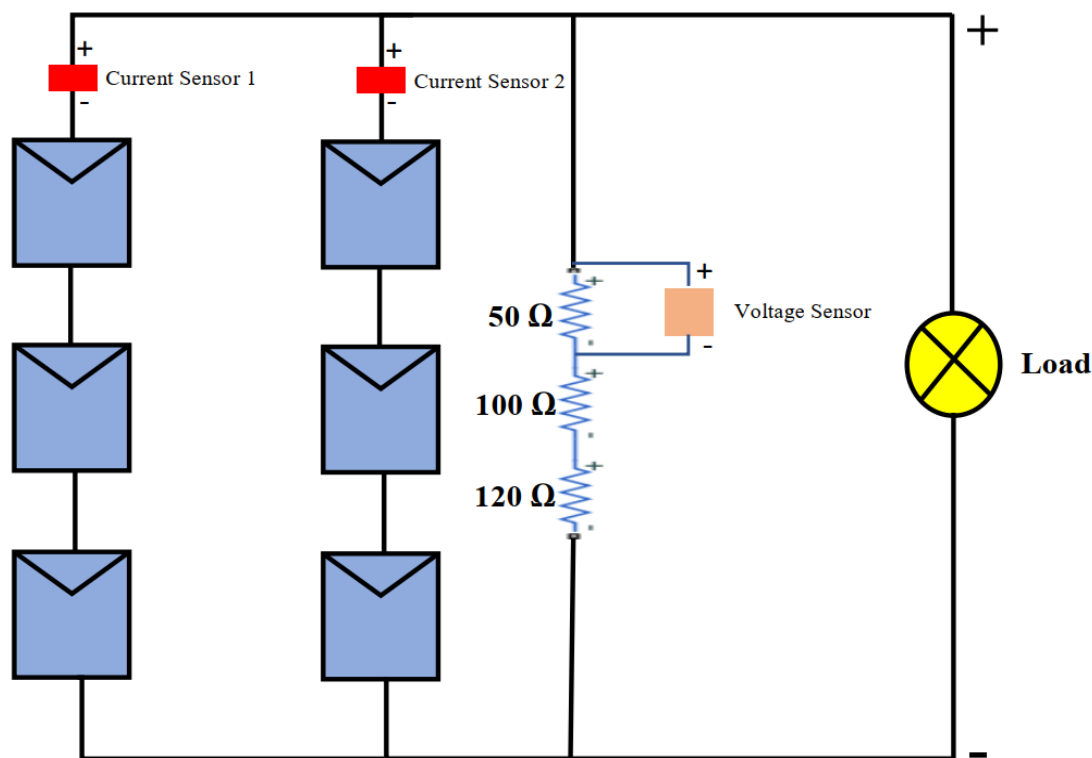 +
+
+
Current Sensor 1
Current Sensor 2
-
-
+
+
50 Ω
Voltage Sensor
-
-
Load
+
100 Ω
-
+
120 Ω
-
-